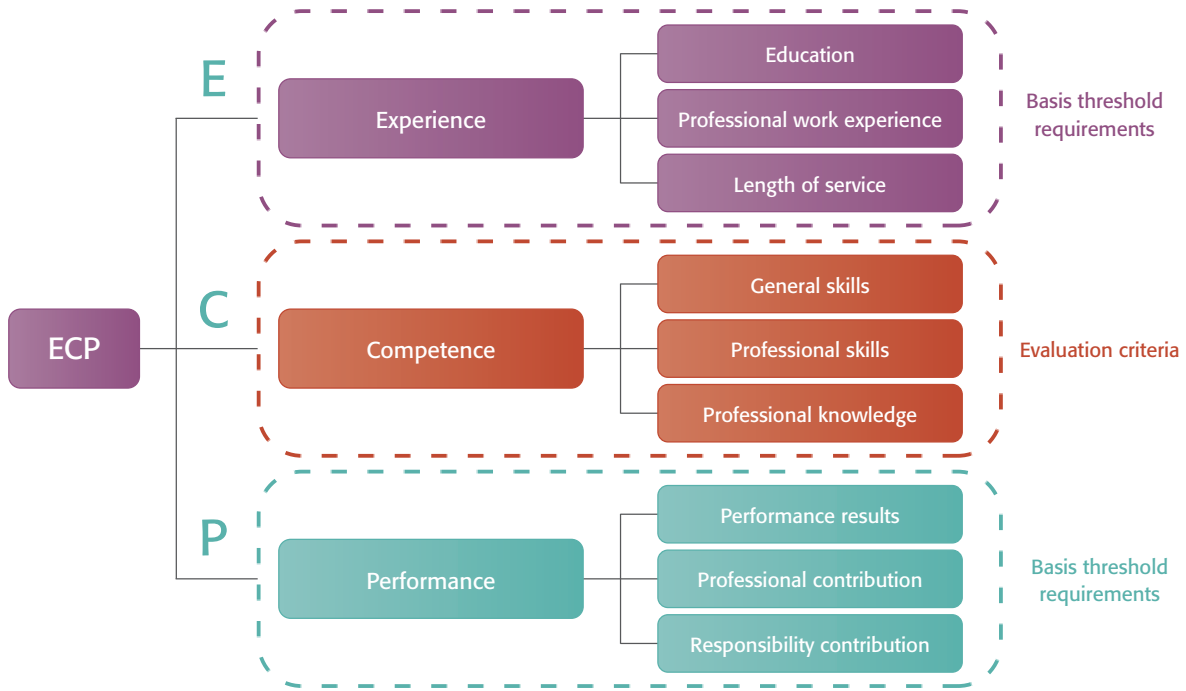 ECP
E
Experience
Education
Professional work experience
Length of service
Basis threshold
requirements
C
Competence
General skills
Professional skills
Professional knowledge
Evaluation criteria
P
Performance
Performance results
Professional contribution
Responsibility contribution
Basis threshold
requirements